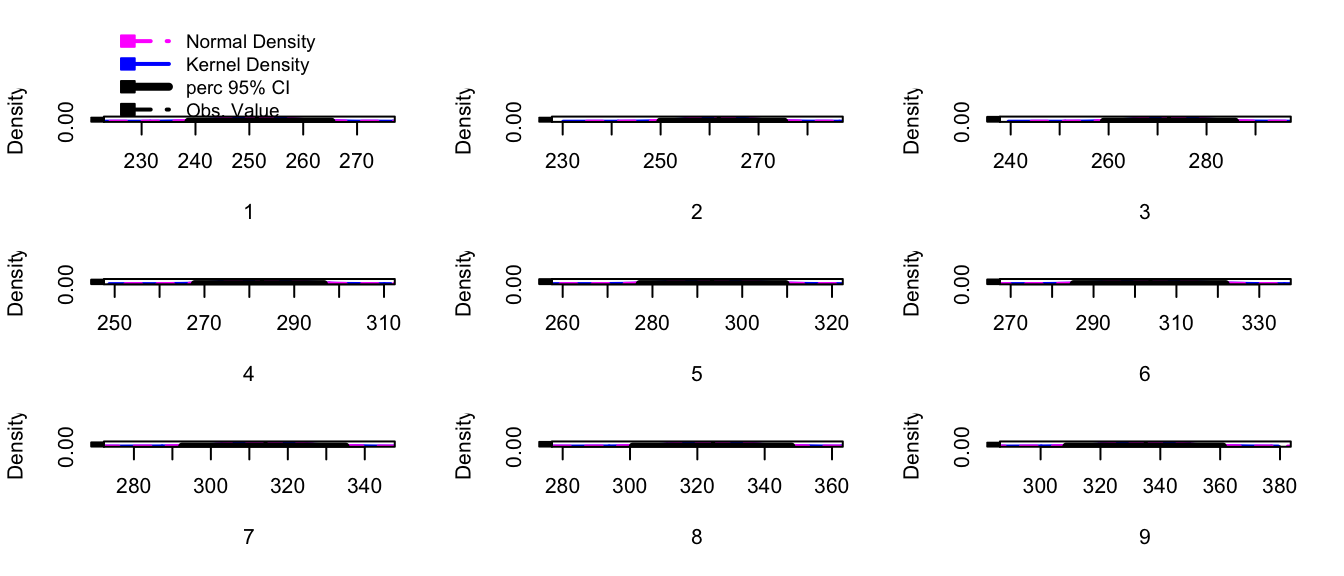 Normal Density
Kernel Density
perc 95% CI
Obs. Value
Density
0.00
230 240 250 260 270
1
Density
0.00
230 250 270
2
Density
0.00
240 260 280
3
Density
0.00
250 270 290 310
4
Density
0.00
260 280 300 320
5
Density
0.00
270 290 310 330
6
Density
0.00
280 300 320 340
7
Density
0.00
280 300 320 340 360
8
Density
0.00
300 320 340 360 380
9